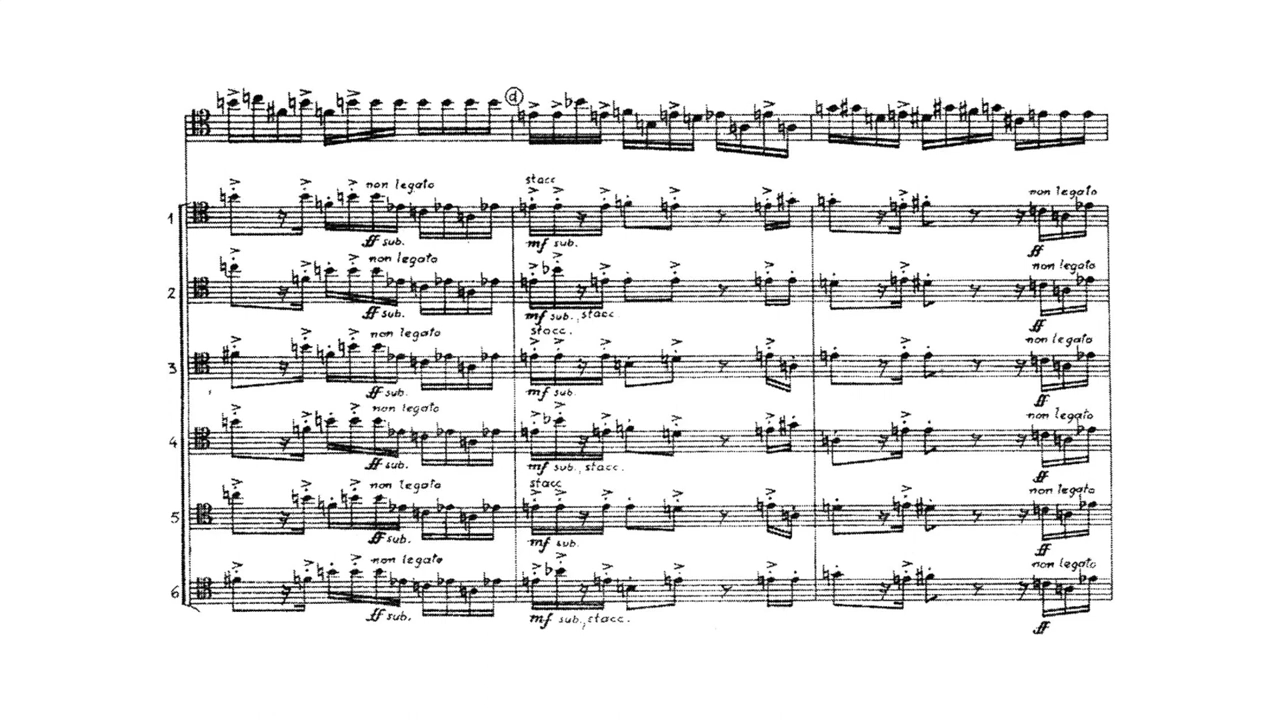 d
non legato
stacc
1
ff sub.
mf sub.
non legato
ff
non legato
2
ff sub.
mf sub., stacc.
non legato
ff
non legato
stacc.
3
ff sub.
mf sub.
non legato
ff
non legato
4
ff sub.
mf sub., stacc.
non legato
ff
non legato
stacc
5
ff sub.
mf sub.
non legato
ff
non legato
6
ff sub.
mf sub., stacc.
non legato
ff